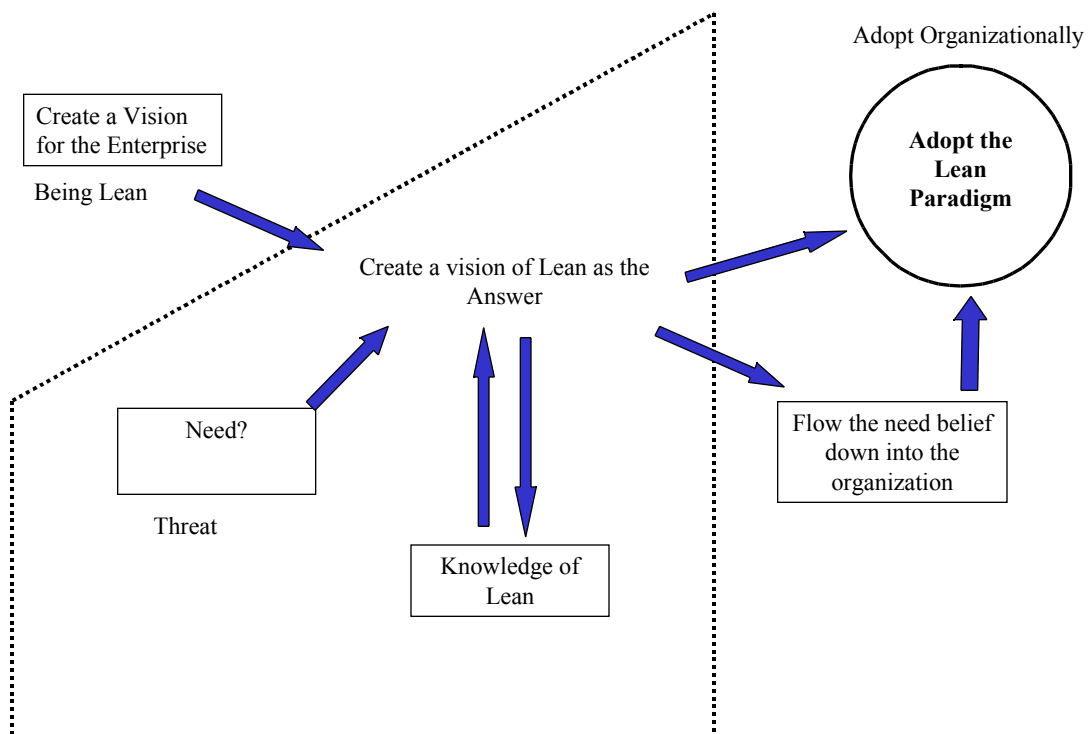 Adopt Organizationally
Create a Vision
for the Enterprise
Being Lean
Adopt the
Lean
Paradigm
Create a vision of Lean as the
Answer
Need?
Threat
Flow the need belief
down into the
organization
Knowledge of
Lean